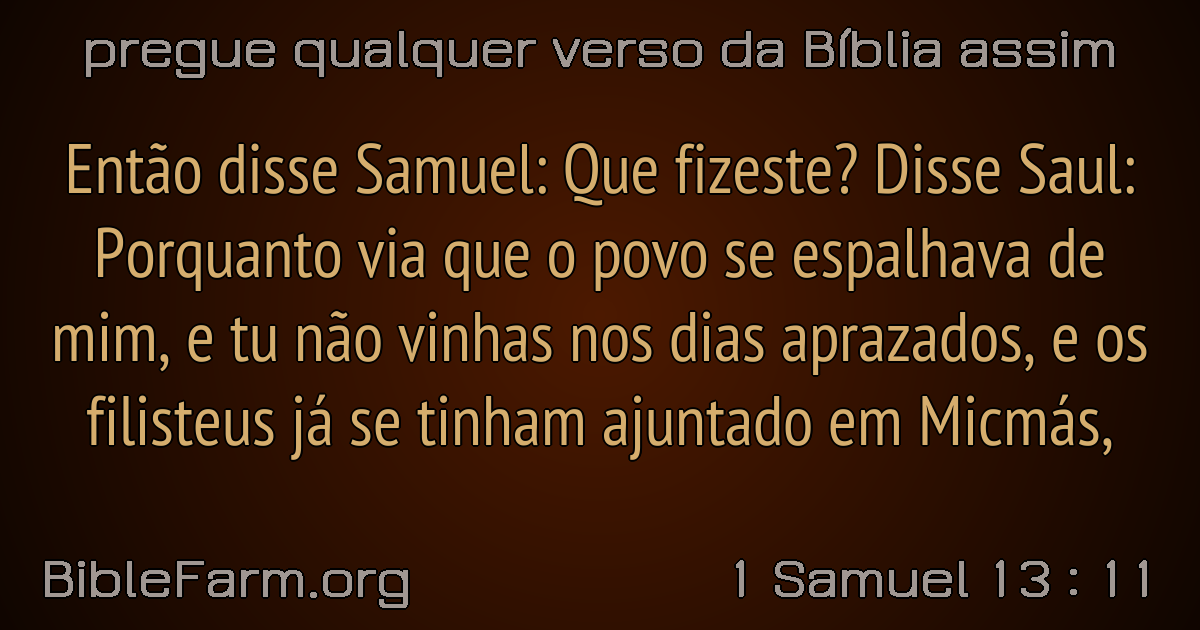 pregue qualquer verso da Bíblia assim
Então disse Samuel: Que fizeste? Disse Saul:
Porquanto via que o povo se espalhava de
mim, e tu não vinhas nos dias aprazados, e os
filisteus já se tinham ajuntado em Micmás,
BibleFarm.org
1 Samuel 13 : 11